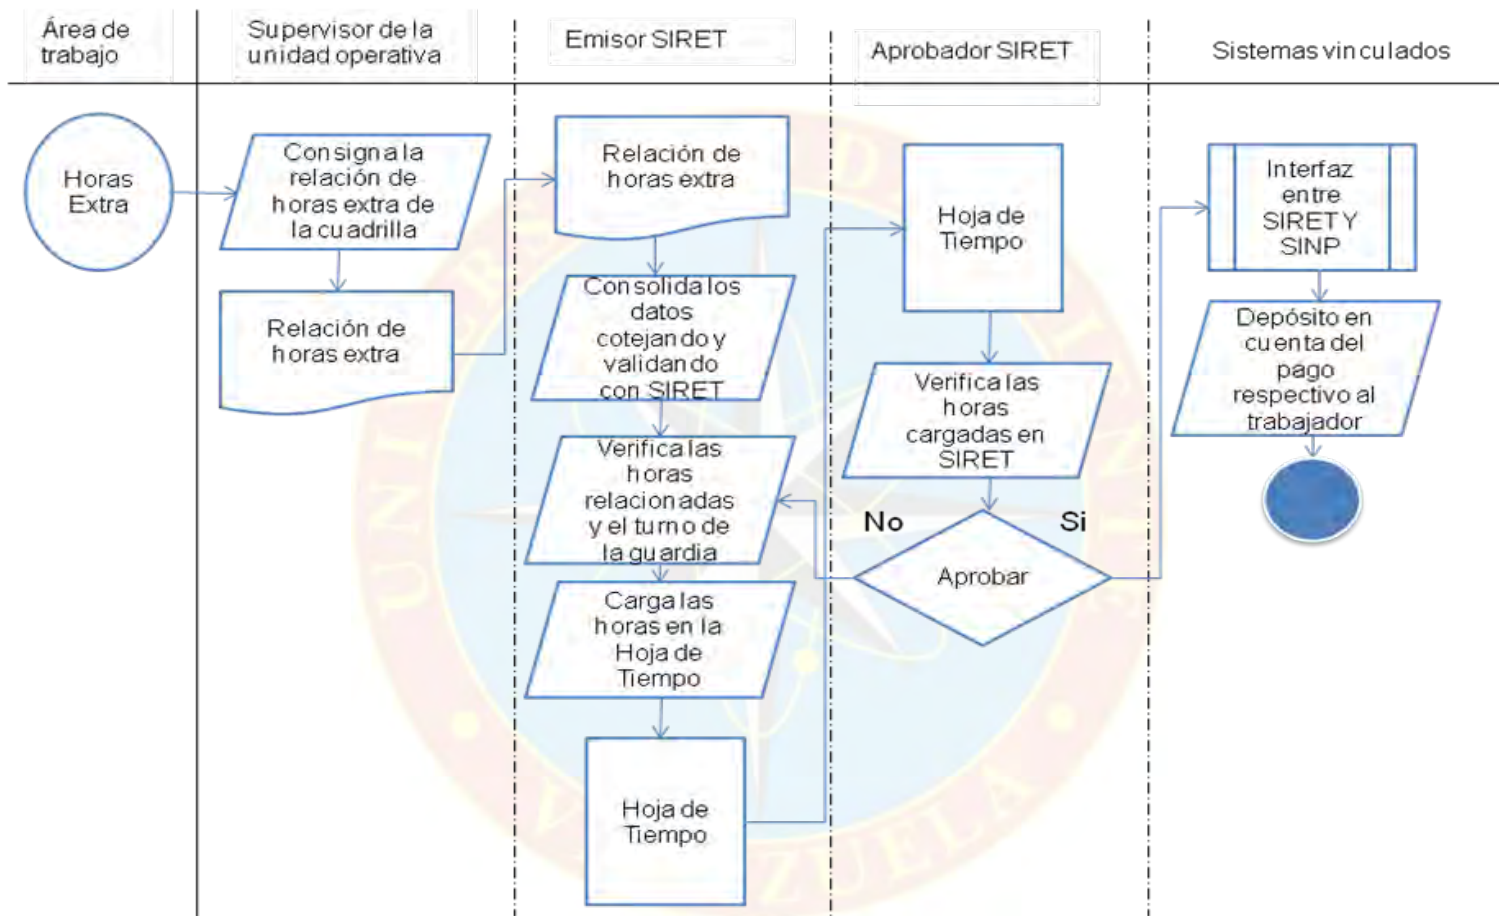 Área de
trabajo
Supervisor de la
unidad operativa
Emisor SIRET
Aprobador SIRET
Sistemas vinculados
Horas
Extra
Consigna la
relación de
horas extra de
la cuadrilla
Relación de
horas extra
Relación de
horas extra
Consolida los
datos
cotejando y
validando
con SIRET
Verifica las
horas
relacionadas
y el turno de
la guardia
Carga las
horas en la
Hoja de
Tiempo
Hoja de
Tiempo
Hoja de
Tiempo
Verifica las
horas
cargadas en
SIRET
No
Si
Aprobar
Interfaz
entre
SIRET Y
SINP
Depósito en
cuenta del
pago
respectivo al
trabajador
VENEZUELA